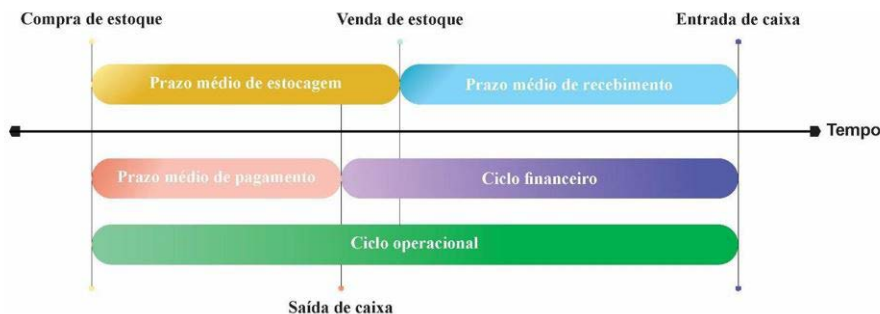 Compra de estoque
Venda de estoque
Entrada de caixa
Prazo médio de estocagem
Prazo médio de recebimento
Tempo
Prazo médio de pagamento
Ciclo financeiro
Ciclo operacional
Saída de caixa